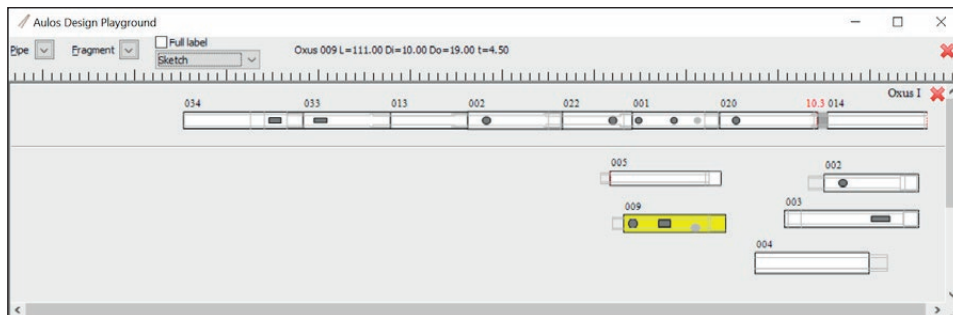 Aulos Design Playground
Pipe Fragment Full label
Sketch
Oxus 009 L=111.00 Di=10.00 Do=19.00 t=4.50
Oxus I
034 033 013 002 022 001 020 10.3 014
005 002
009 003
004